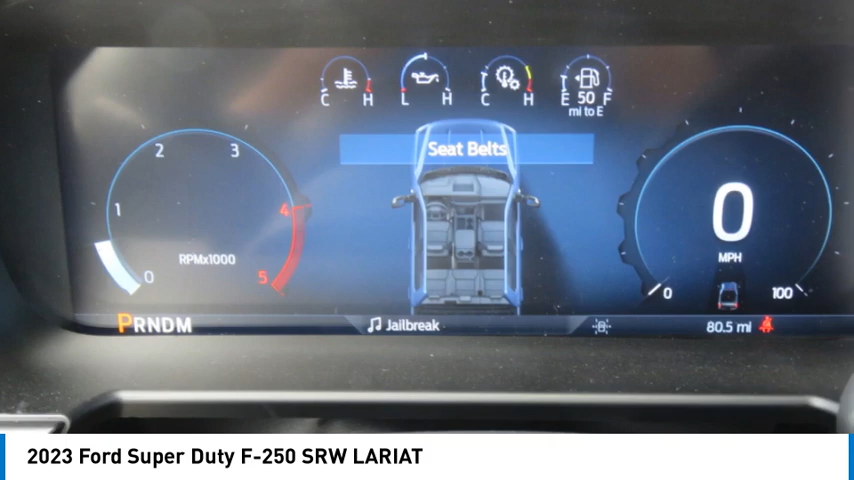 C H
L H
C H
E 50 F
mi to E
Seat Belts
2 3
1
4
0
MPH
RPMx1000
0
5
0 100
PRNDM
Jailbreak
80.5 mi
2023 Ford Super Duty F-250 SRW LARIAT